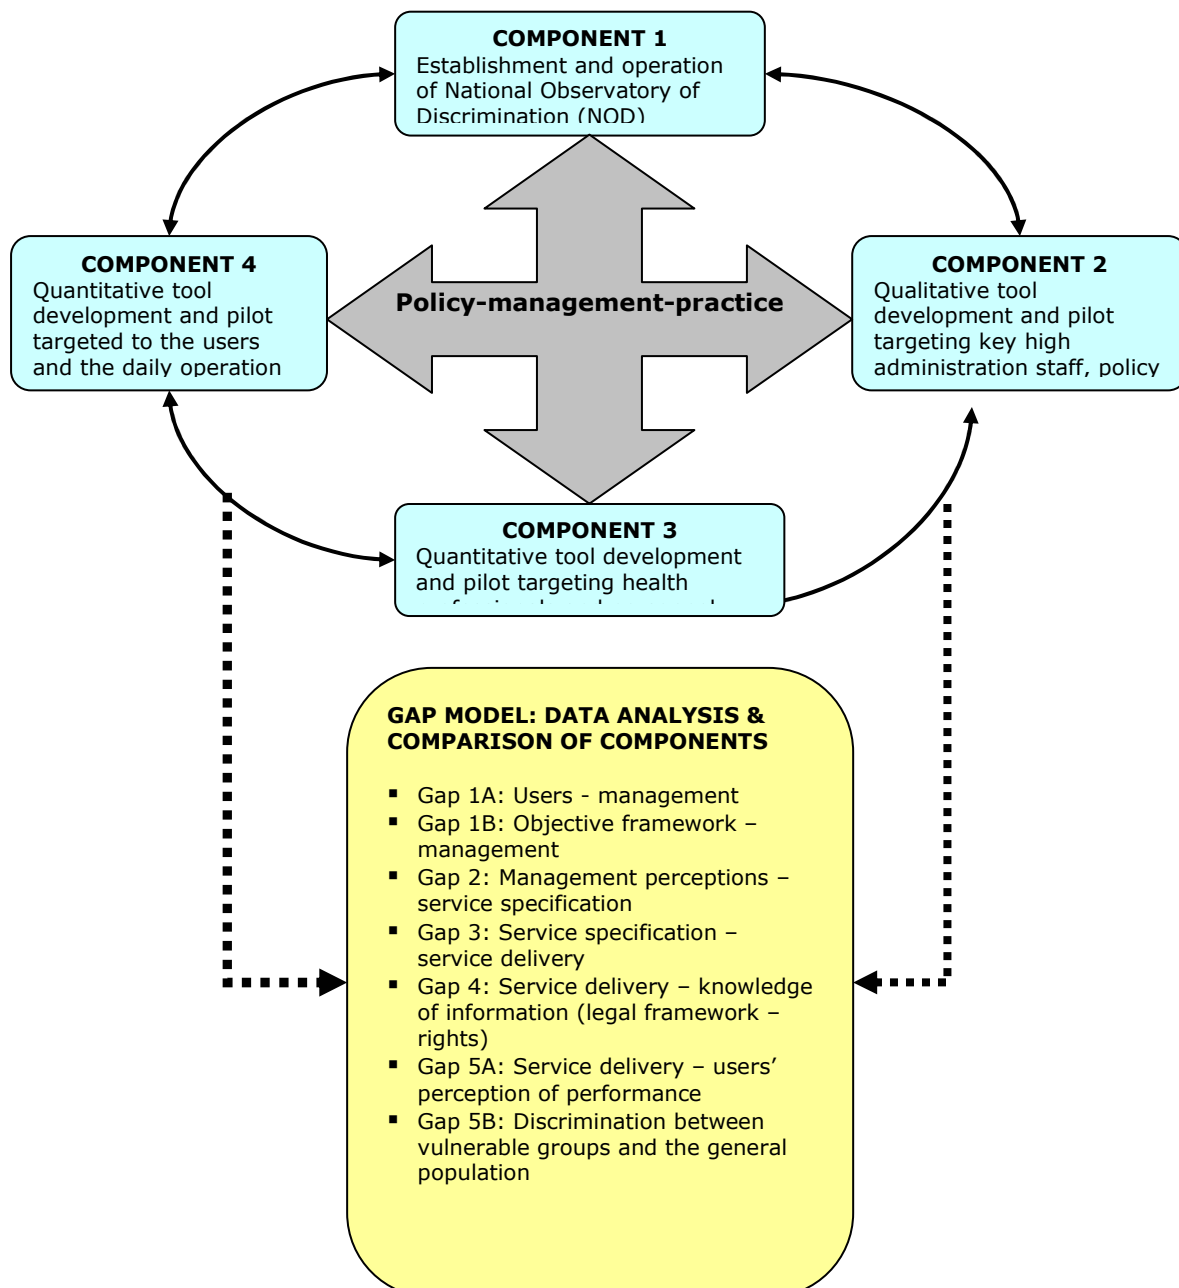 COMPONENT 1
Establishment and operation
of National Observatory of
Discrimination (NOD)
COMPONENT 4
Quantitative tool
development and pilot
targeted to the users
and the daily operation
Policy-management-practice
COMPONENT 2
Qualitative tool
development and pilot
targeting key high
administration staff, policy
COMPONENT 3
Quantitative tool development
and pilot targeting health
GAP MODEL: DATA ANALYSIS &
COMPARISON OF COMPONENTS
▪ Gap 1A: Users - management
▪ Gap 1B: Objective framework –
management
▪ Gap 2: Management perceptions –
service specification
▪ Gap 3: Service specification –
service delivery
▪ Gap 4: Service delivery – knowledge
of information (legal framework –
rights)
▪ Gap 5A: Service delivery – users’
perception of performance
▪ Gap 5B: Discrimination between
vulnerable groups and the general
population